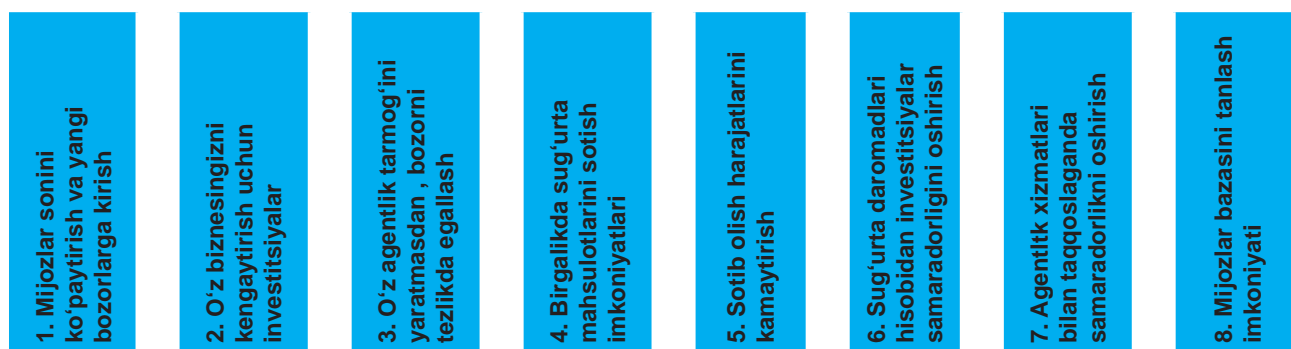 1. Mijozlar sonini
ko‘paytirish va yangi
bozorlarga kirish
2. O‘z biznesingizni
kengaytirish uchun
investitsiyalar
3. O‘z agentlik tarmog‘ini
yaratmasdan , bozorni
tezlikda egallash
4. Birgalikda sug‘urta
mahsulotlarini sotish
imkoniyatlari
5. Sotib olish harajatlarini
kamaytirish
6. Sug‘urta daromadlari
hisobidan investitsiyalar
samaradorligini oshirish
7. Agentltk xizmatlari
bilan taqqoslaganda
samaradorlikni oshirish
8. Mijozlar bazasini tanlash
imkoniyati